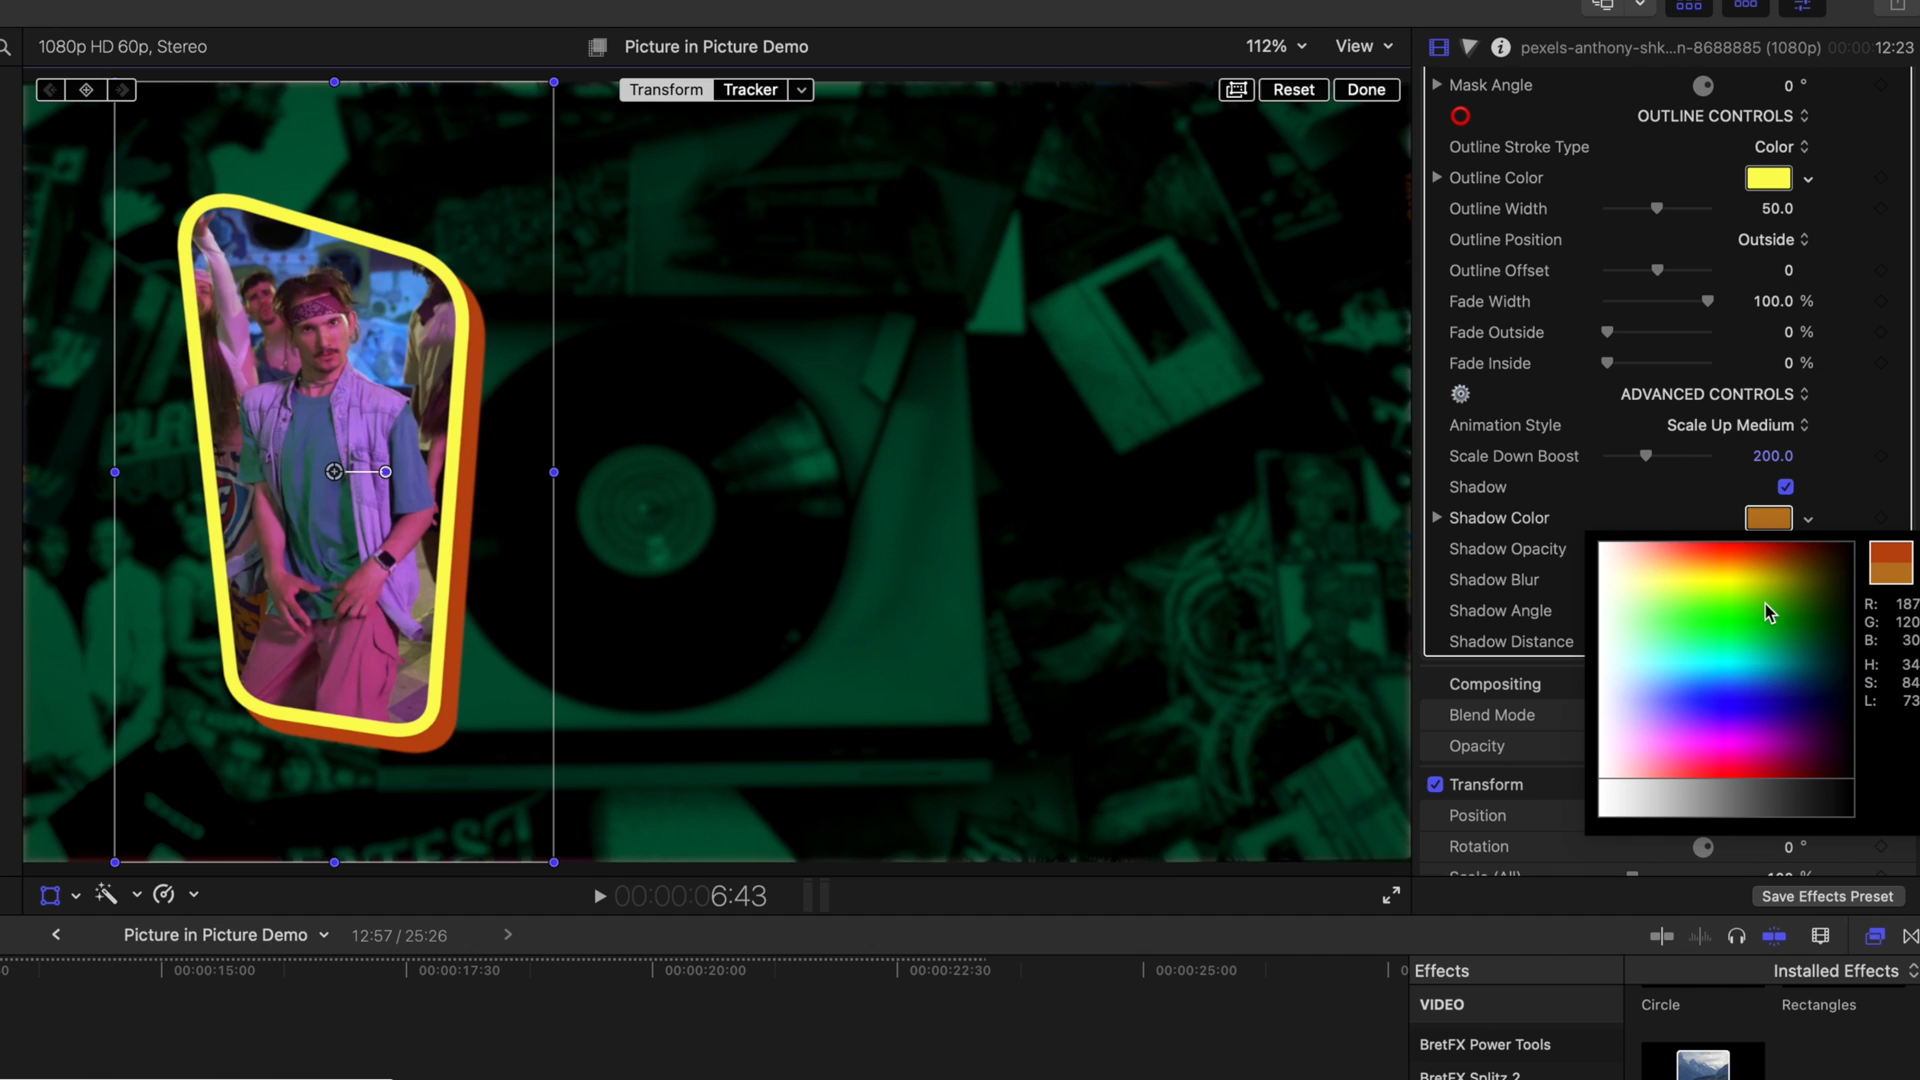 1080p HD 60p, Stereo
Picture in Picture Demo
112%
View
pexels-anthony-shk...n-8688885 (1080p)
00:00:12:23
Transform
Tracker
Reset
Done
Mask Angle
0 °
OUTLINE CONTROLS
Outline Stroke Type
Color
Outline Color
Outline Width
50.0
Outline Position
Outside
Outline Offset
0
Fade Width
100.0 %
Fade Outside
0 %
Fade Inside
0 %
ADVANCED CONTROLS
Animation Style
Scale Up Medium
Scale Down Boost
200.0
Shadow
Shadow Color
Shadow Opacity
Shadow Blur
Shadow Angle
Shadow Distance
R: 187
G: 120
B: 30
H: 34
S: 84
L: 73
Compositing
Blend Mode
Opacity
Transform
Position
Rotation
0 °
00:00:06:43
Save Effects Preset
Picture in Picture Demo
12:57 / 25:26
00:00:15:00
00:00:17:30
00:00:20:00
00:00:22:30
00:00:25:00
Effects
Installed Effects
VIDEO
Circle
Rectangles
BretFX Power Tools
BretFX Splitz 2